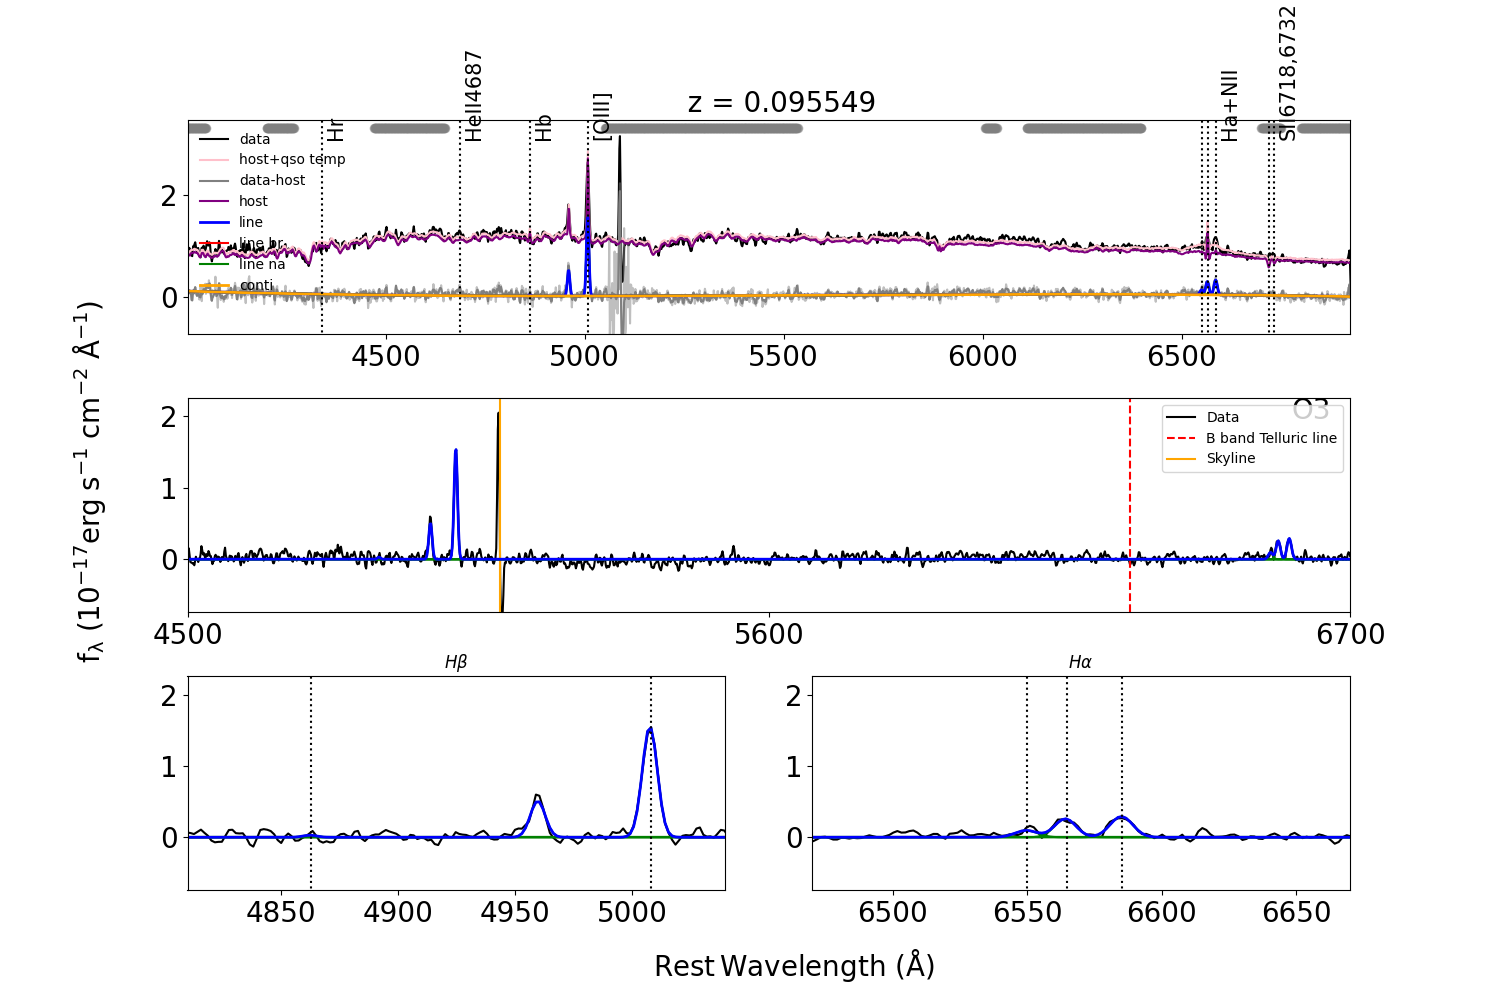 z = 0.095549
Hr
HeII4687
Hb
[OIII]
Ha+NII
SII6718,6732
data
host+qso temp
data-host
host
line
line br
line na
conti
2
0
4500
5000
5500
6000
6500
O3
Data
B band Telluric line
Skyline
2
1
0
4500
5600
6700
fλ (10⁻¹⁷erg s⁻¹ cm⁻² Å⁻¹)
Hβ
2
1
0
4850
4900
4950
5000
Hα
2
1
0
6500
6550
6600
6650
Rest Wavelength (Å)